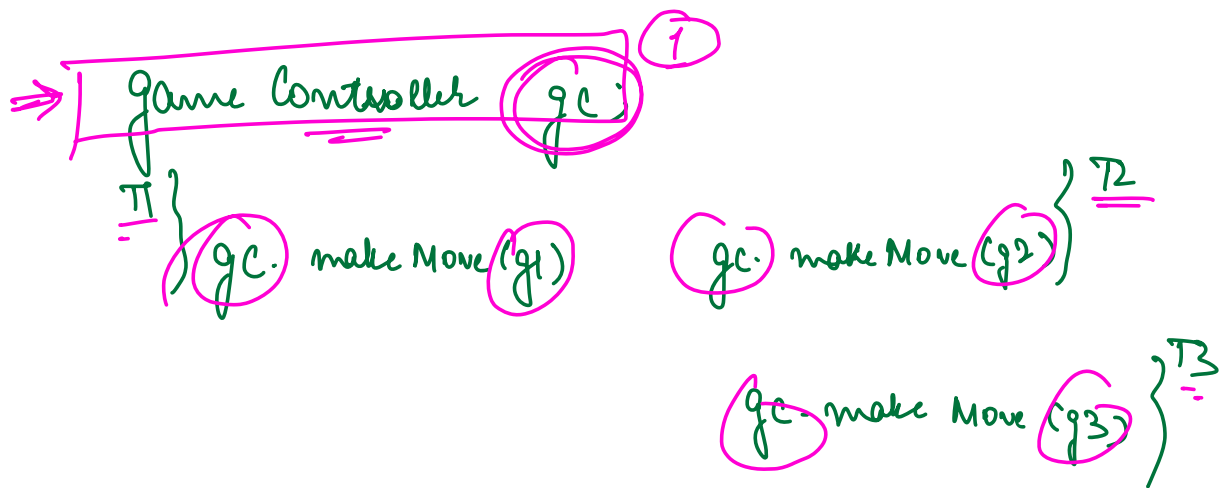 1
game Controller gc;
T1 } gc. make Move (g1)
gc. make Move (g2) } T2
gc. make Move (g3) } T3